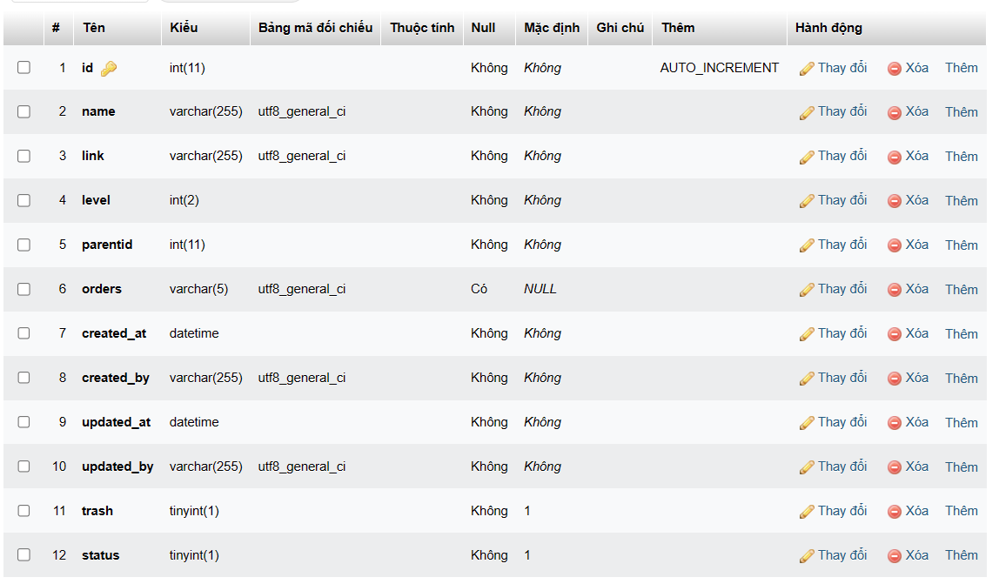 # Tên Kiểu Bảng mã đối chiếu Thuộc tính Null Mặc định Ghi chú Thêm Hành động
1 id int(11) Không Không AUTO_INCREMENT Thay đổi Xóa Thêm
2 name varchar(255) utf8_general_ci Không Không Thay đổi Xóa Thêm
3 link varchar(255) utf8_general_ci Không Không Thay đổi Xóa Thêm
4 level int(2) Không Không Thay đổi Xóa Thêm
5 parentid int(11) Không Không Thay đổi Xóa Thêm
6 orders varchar(5) utf8_general_ci Có NULL Thay đổi Xóa Thêm
7 created_at datetime Không Không Thay đổi Xóa Thêm
8 created_by varchar(255) utf8_general_ci Không Không Thay đổi Xóa Thêm
9 updated_at datetime Không Không Thay đổi Xóa Thêm
10 updated_by varchar(255) utf8_general_ci Không Không Thay đổi Xóa Thêm
11 trash tinyint(1) Không 1 Thay đổi Xóa Thêm
12 status tinyint(1) Không 1 Thay đổi Xóa Thêm